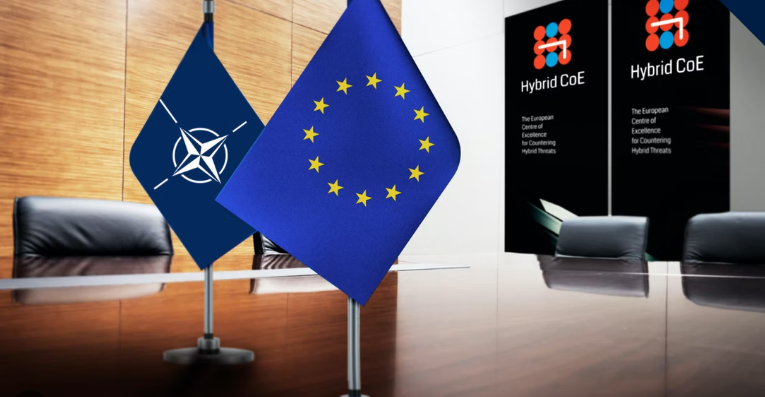 Hybrid CoE
The European
Centre of
Excellence
for Countering
Hybrid Threats
Hybrid CoE
The European
Centre of
Excellence
for Countering
Hybrid Threats